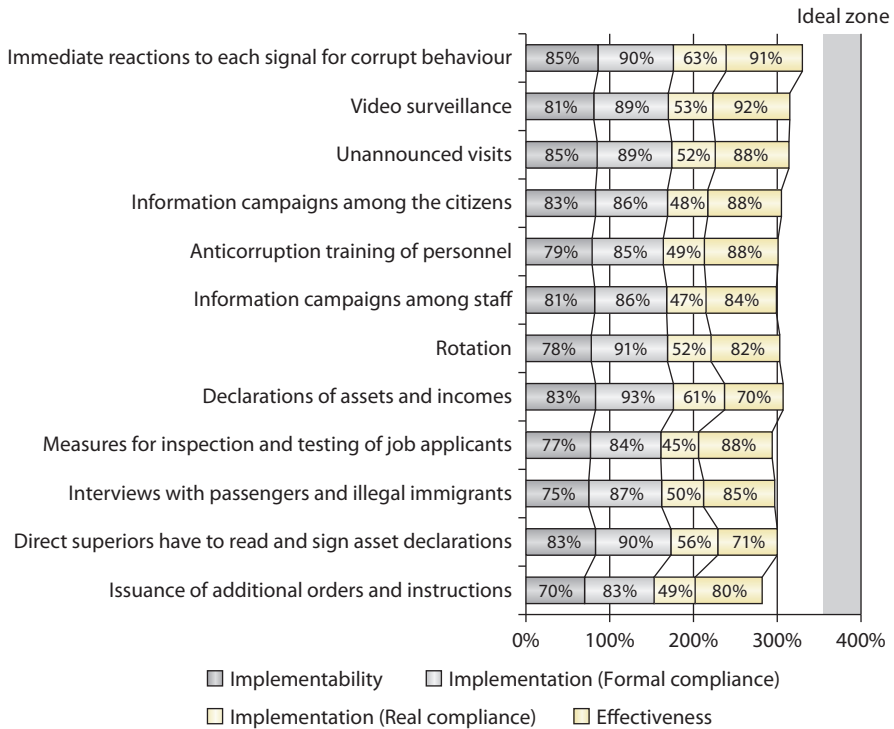 Ideal zone
Immediate reactions to each signal for corrupt behaviour 85% 90% 63% 91%
Video surveillance 81% 89% 53% 92%
Unannounced visits 85% 89% 52% 88%
Information campaigns among the citizens 83% 86% 48% 88%
Anticorruption training of personnel 79% 85% 49% 88%
Information campaigns among staff 81% 86% 47% 84%
Rotation 78% 91% 52% 82%
Declarations of assets and incomes 83% 93% 61% 70%
Measures for inspection and testing of job applicants 77% 84% 45% 88%
Interviews with passengers and illegal immigrants 75% 87% 50% 85%
Direct superiors have to read and sign asset declarations 83% 90% 56% 71%
Issuance of additional orders and instructions 70% 83% 49% 80%
0% 100% 200% 300% 400%
Implementability Implementation (Formal compliance)
Implementation (Real compliance) Effectiveness